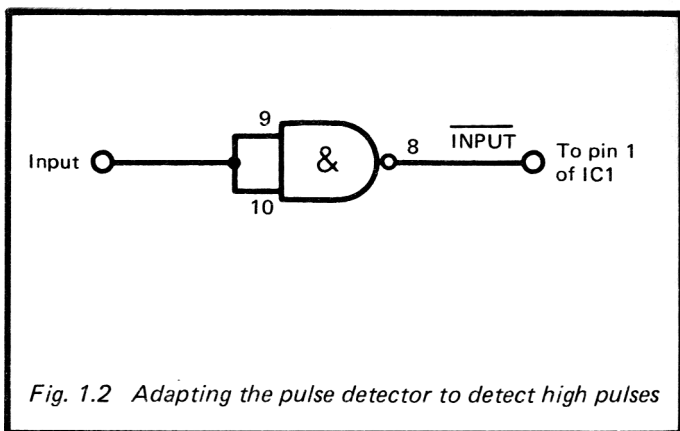 9
Input
&
8
INPUT
To pin 1
of IC1
10
Fig. 1.2 Adapting the pulse detector to detect high pulses